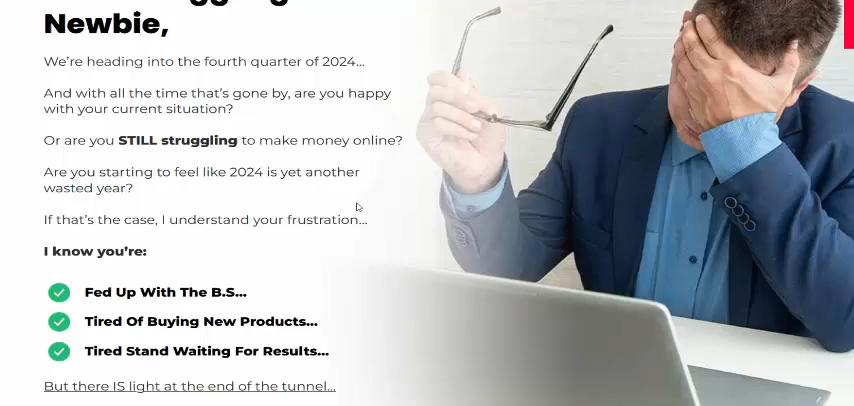 Newbie,
We're heading into the fourth quarter of 2024...
And with all the time that's gone by, are you happy
with your current situation?
Or are you STILL struggling to make money online?
Are you starting to feel like 2024 is yet another
wasted year?
If that's the case, I understand your frustration...
I know you're:
Fed Up With The B.S...
Tired Of Buying New Products...
Tired Stand Waiting For Results...
But there IS light at the end of the tunnel...